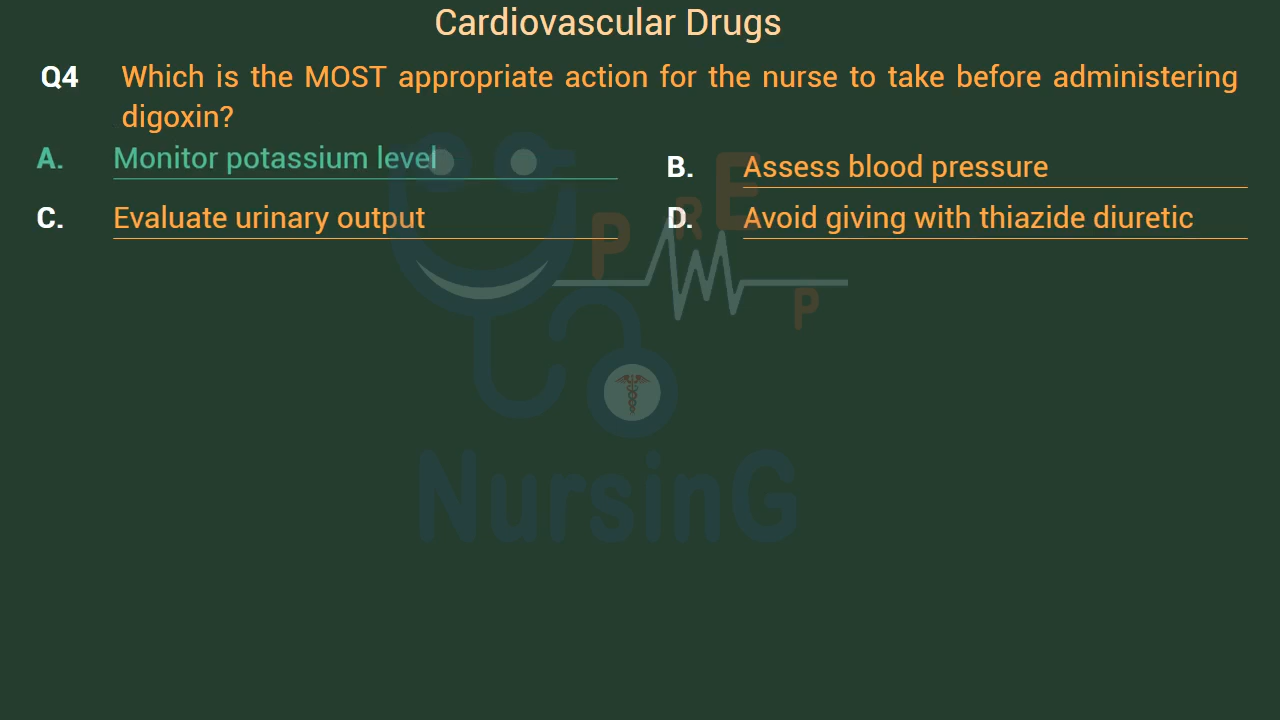 Cardiovascular Drugs
Q4 Which is the MOST appropriate action for the nurse to take before administering
digoxin?
A. Monitor potassium level
B. Assess blood pressure
C. Evaluate urinary output
D. Avoid giving with thiazide diuretic
PREP
NursinG